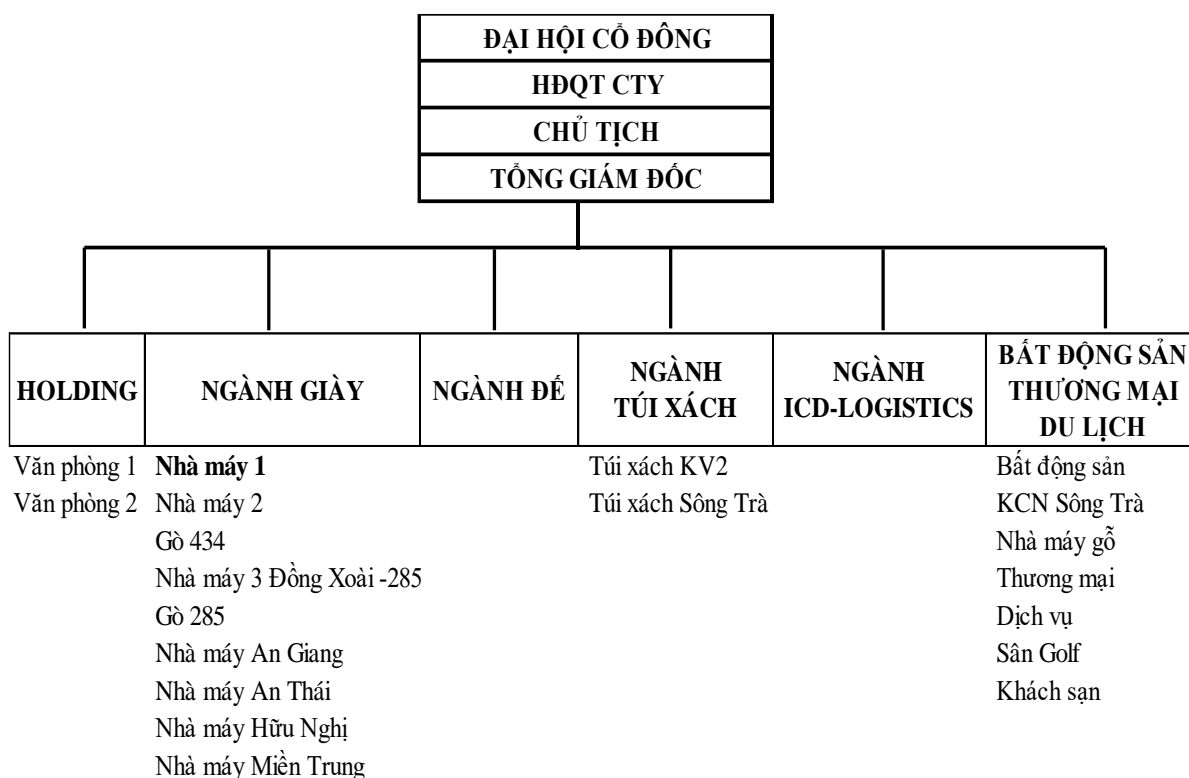 ĐẠI HỘI CỔ ĐÔNG
HĐQT CTY
CHỦ TỊCH
TỔNG GIÁM ĐỐC
HOLDING
Văn phòng 1
Văn phòng 2
NGÀNH GIÀY
Nhà máy 1
Nhà máy 2
Gò 434
Nhà máy 3 Đồng Xoài -285
Gò 285
Nhà máy An Giang
Nhà máy An Thái
Nhà máy Hữu Nghị
Nhà máy Miền Trung
NGÀNH ĐẾ
NGÀNH
TÚI XÁCH
Túi xách KV2
Túi xách Sông Trà
NGÀNH
ICD-LOGISTICS
BẤT ĐỘNG SẢN
THƯƠNG MẠI
DU LỊCH
Bất động sản
KCN Sông Trà
Nhà máy gỗ
Thương mại
Dịch vụ
Sân Golf
Khách sạn